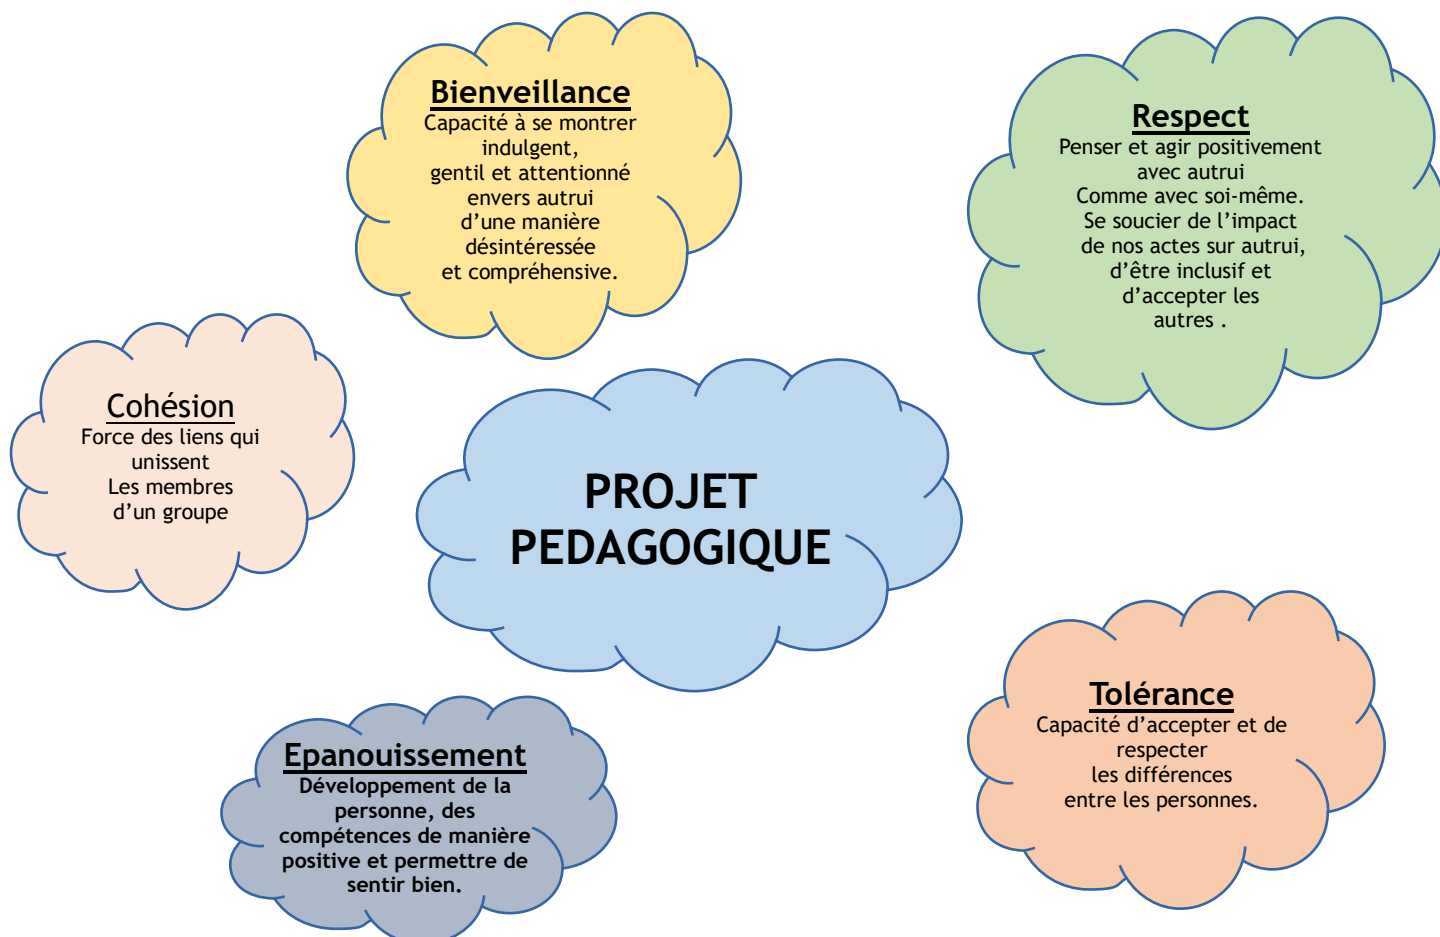 Bienveillance
Capacité à se montrer
indulgent,
gentil et attentionné
envers autrui
d’une manière
désintéressée
et compréhensive.
Respect
Penser et agir positivement
avec autrui
Comme avec soi-même.
Se soucier de l’impact
de nos actes sur autrui,
d’être inclusif et
d’accepter les
autres .
Cohésion
Force des liens qui
unissent
Les membres
d’un groupe
PROJET
PEDAGOGIQUE
Tolérance
Capacité d’accepter et de
respecter
les différences
entre les personnes.
Epanouissement
Développement de la
personne, des
compétences de manière
positive et permettre de
sentir bien.